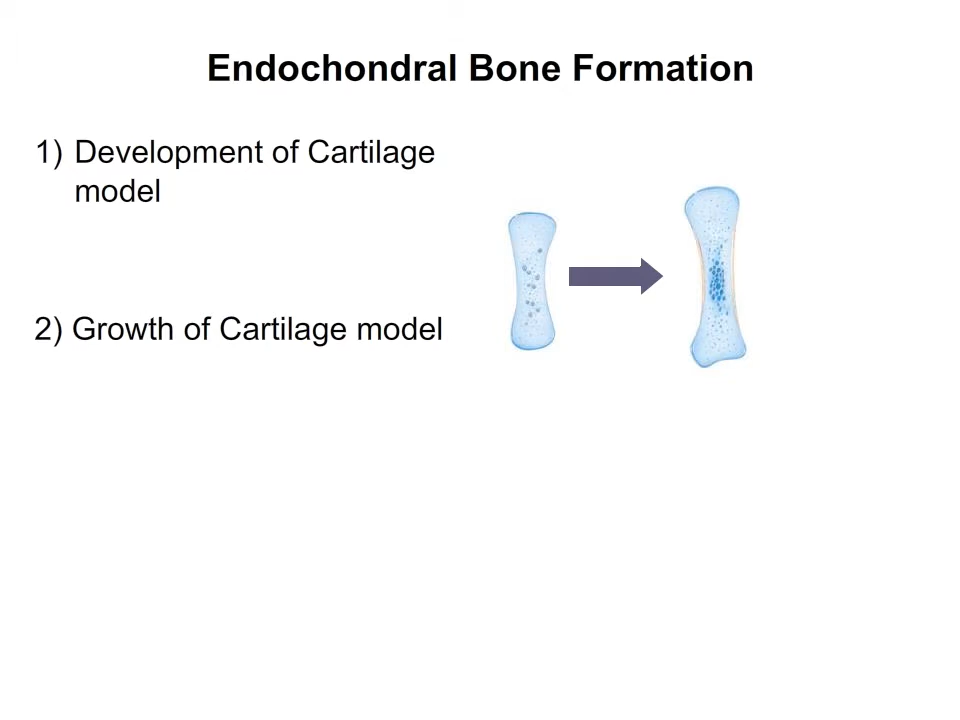 Endochondral Bone Formation
1) Development of Cartilage
model
2) Growth of Cartilage model